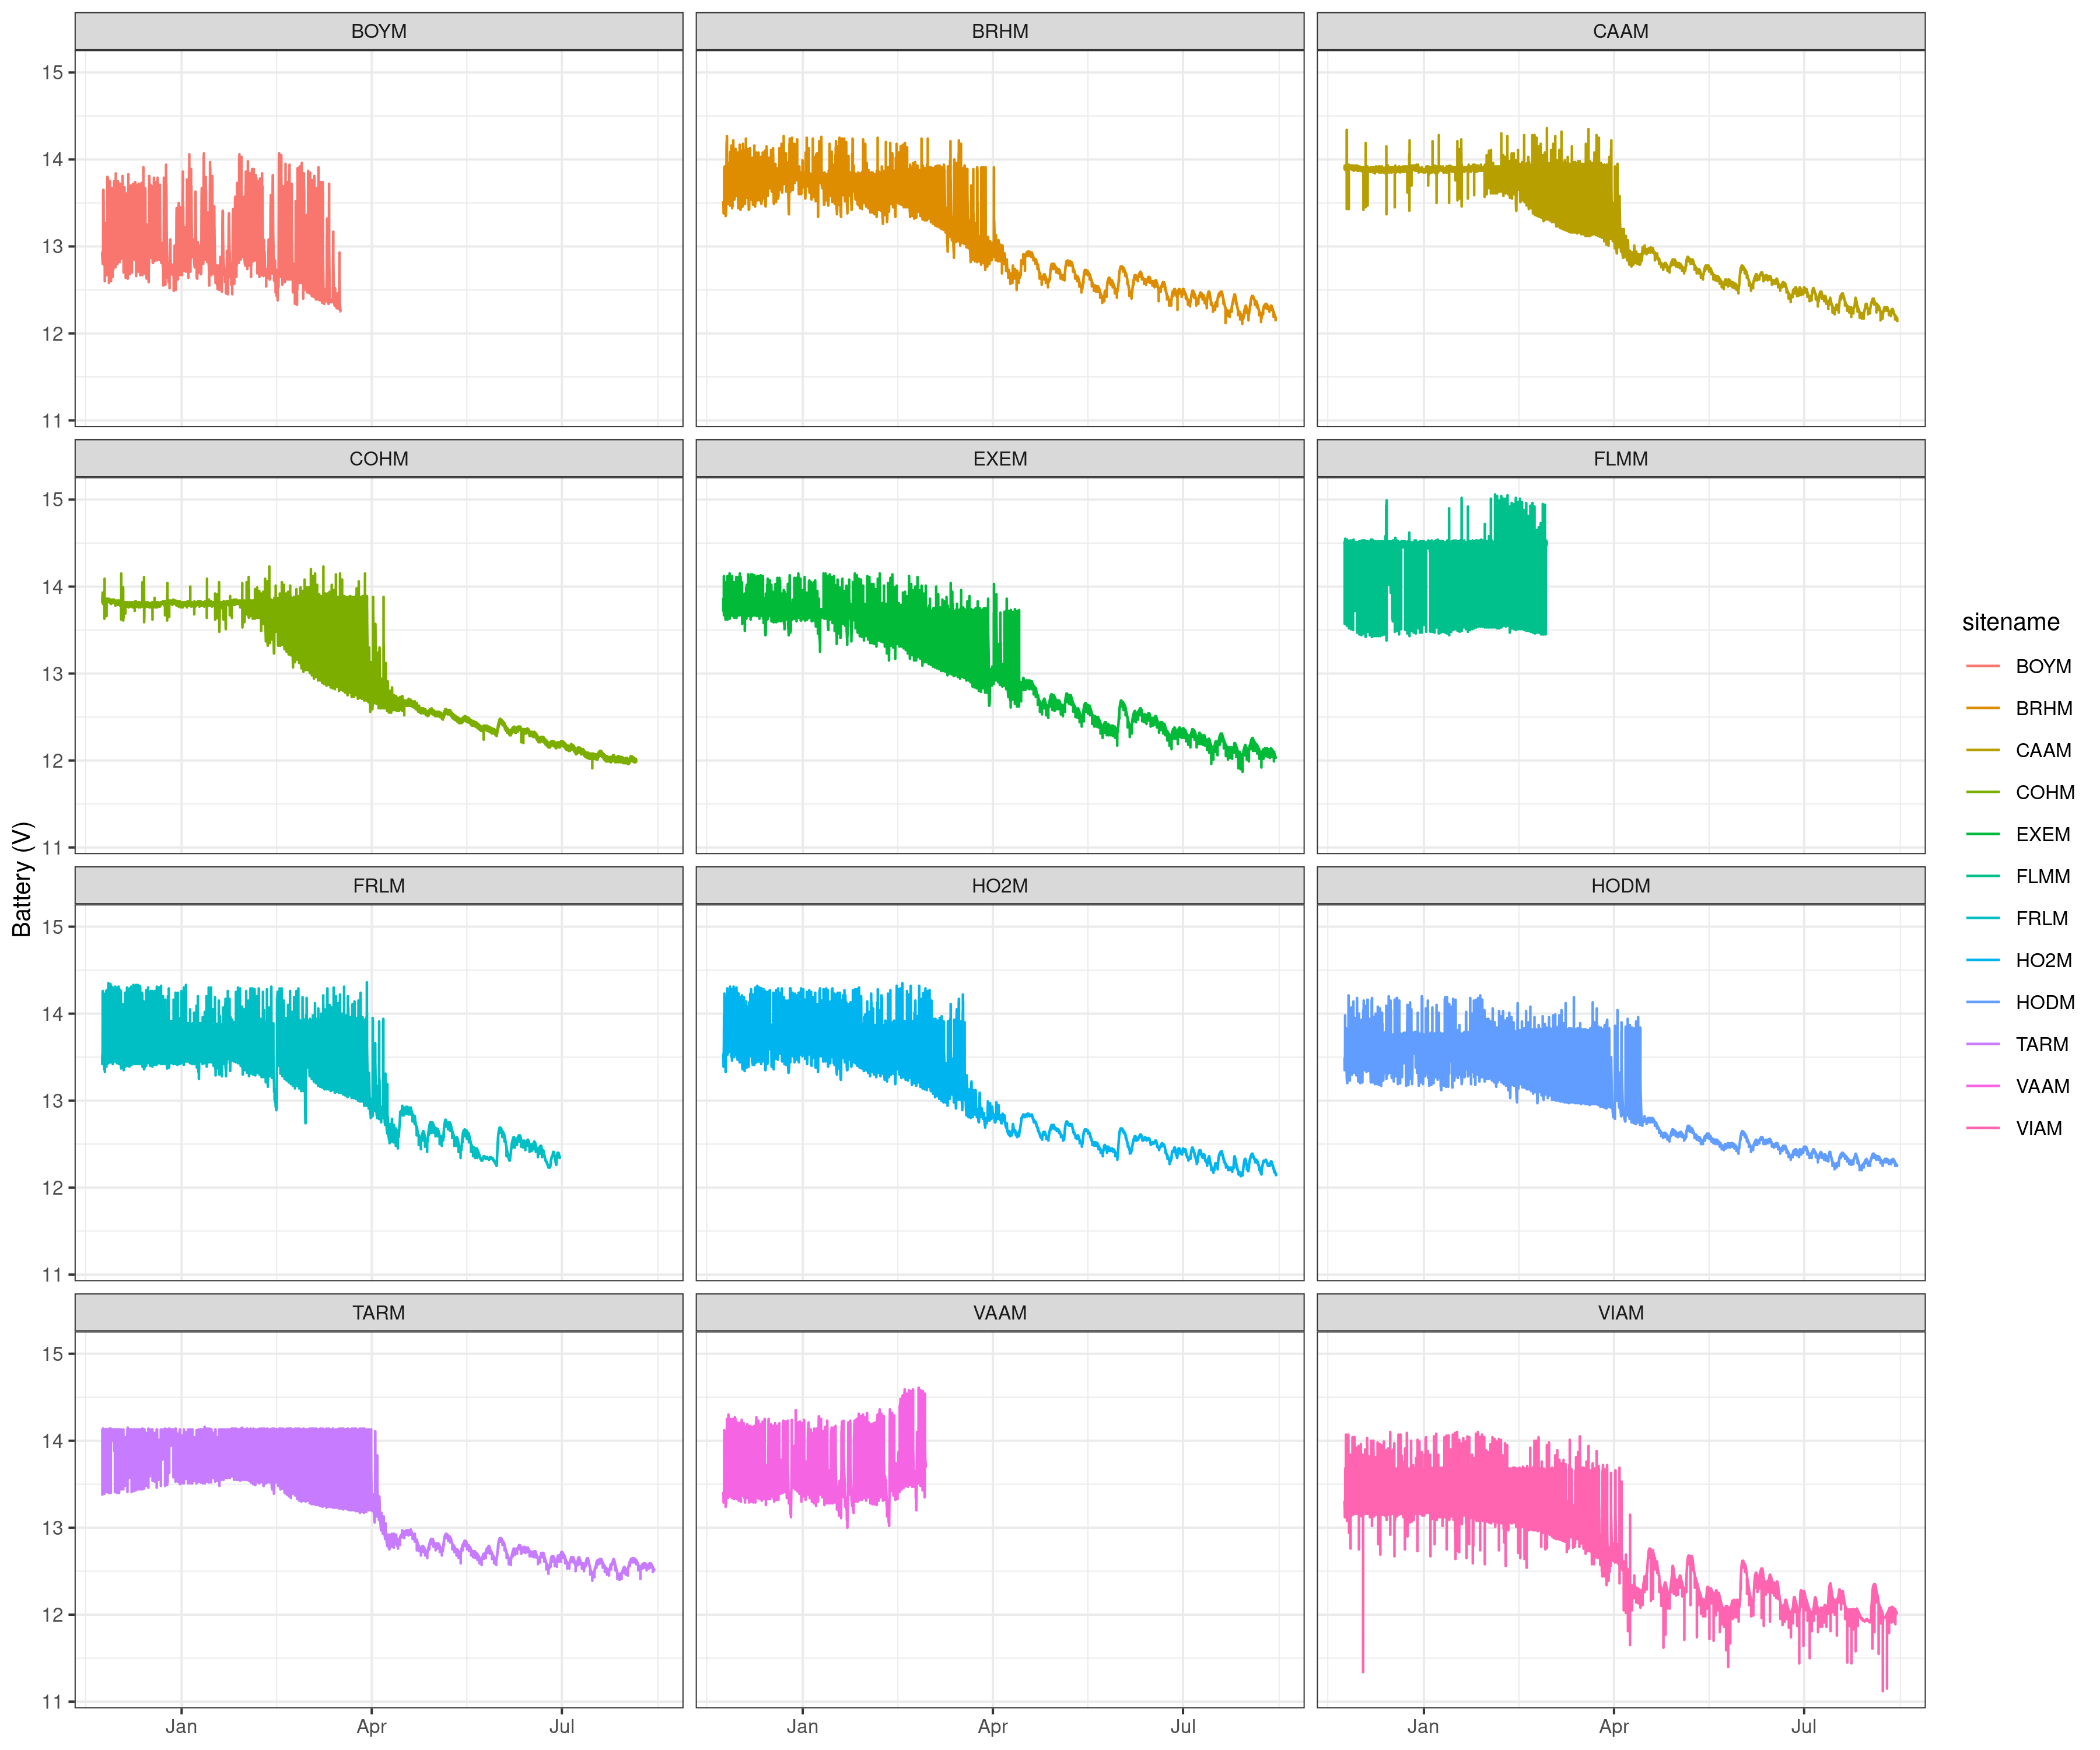 BOYM BRHM CAAM
15
14
13
12
11
COHM EXEM FLMM
15
14
13
12
11
FRLM HO2M HODM
15
14
13
12
11
TARM VAAM VIAM
15
14
13
12
11
Jan Apr Jul Jan Apr Jul Jan Apr Jul
Battery (V)
sitename
BOYM
BRHM
CAAM
COHM
EXEM
FLMM
FRLM
HO2M
HODM
TARM
VAAM
VIAM